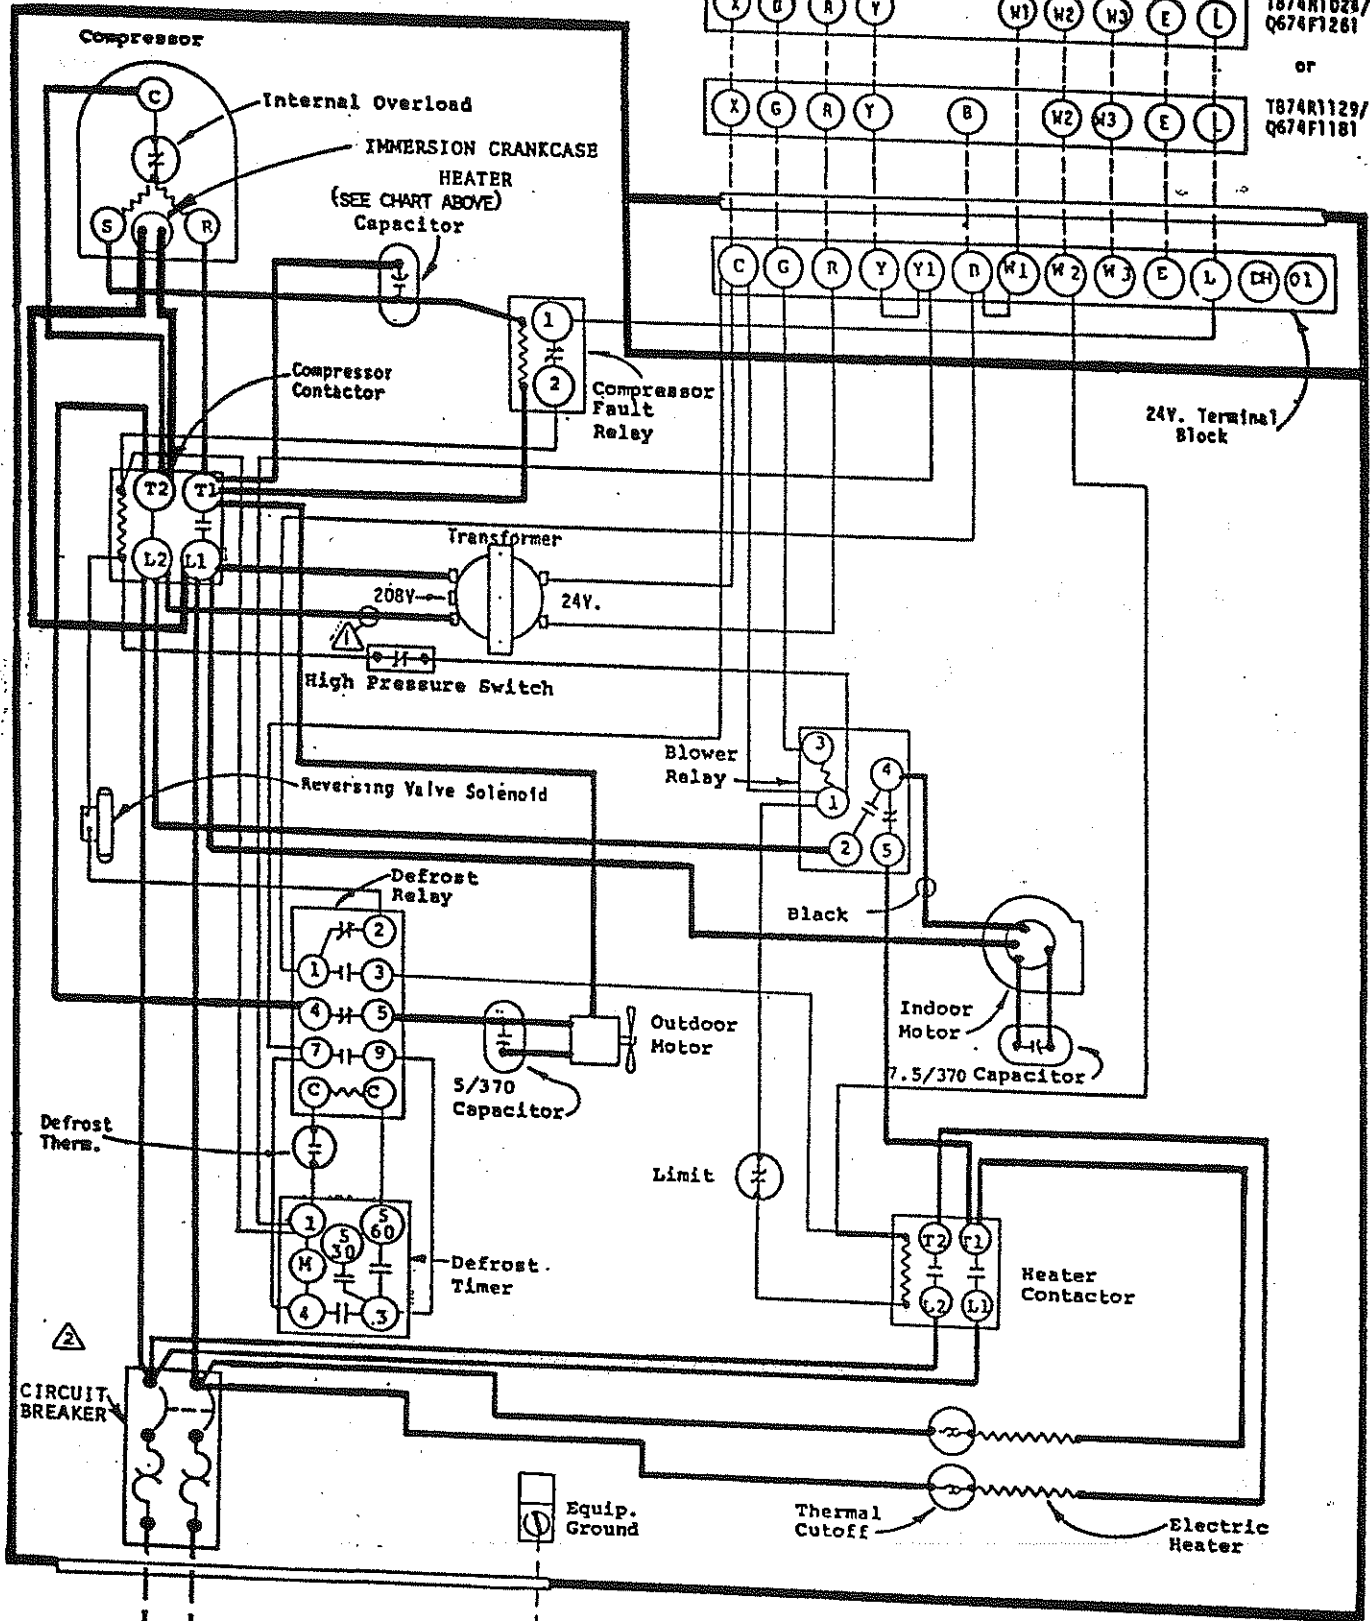 X G R Y W1 W2 W3 E L
T874R1028/
Q674F1261
or
X G R Y B W2 W3 E L
T874R1129/
Q674F1181
Compressor
C
Internal Overload
IMMERSION CRANKCASE
HEATER
(SEE CHART ABOVE)
Capacitor
S R
C G R Y Y1 B W1 W2 W3 E L CH O1
24V. Terminal
Block
1
2
Compressor
Fault
Relay
Compressor
Contactor
T2 T1
L2 L1
Transformer
208V
24V.
1
High Pressure Switch
Blower
Relay
3
4
1
2 5
Reversing Valve Solenoid
Defrost
Relay
2
1 3
4 5
7 9
C C
Black
Indoor
Motor
7.5/370 Capacitor
Outdoor
Motor
5/370
Capacitor
Defrost
Therm.
Limit
1 S
30 S
60
M
4 3
Defrost
Timer
T2 T1
L2 L1
Heater
Contactor
2
CIRCUIT
BREAKER
Equip.
Ground
Thermal
Cutoff
Electric
Heater